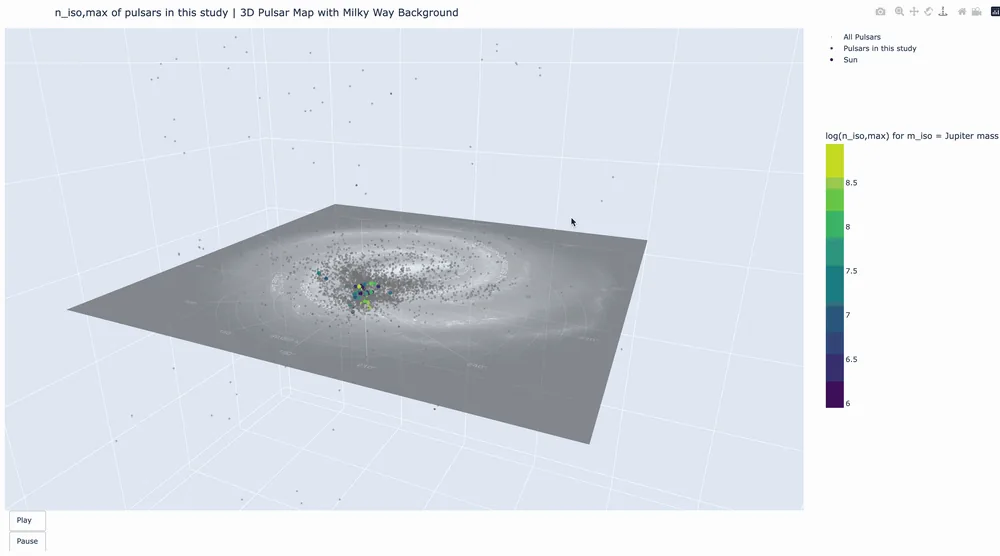 n_iso,max of pulsars in this study | 3D Pulsar Map with Milky Way Background
All Pulsars
Pulsars in this study
Sun
log(n_iso,max) for m_iso = Jupiter mass
8.5
8
7.5
7
6.5
6
Play
Pause